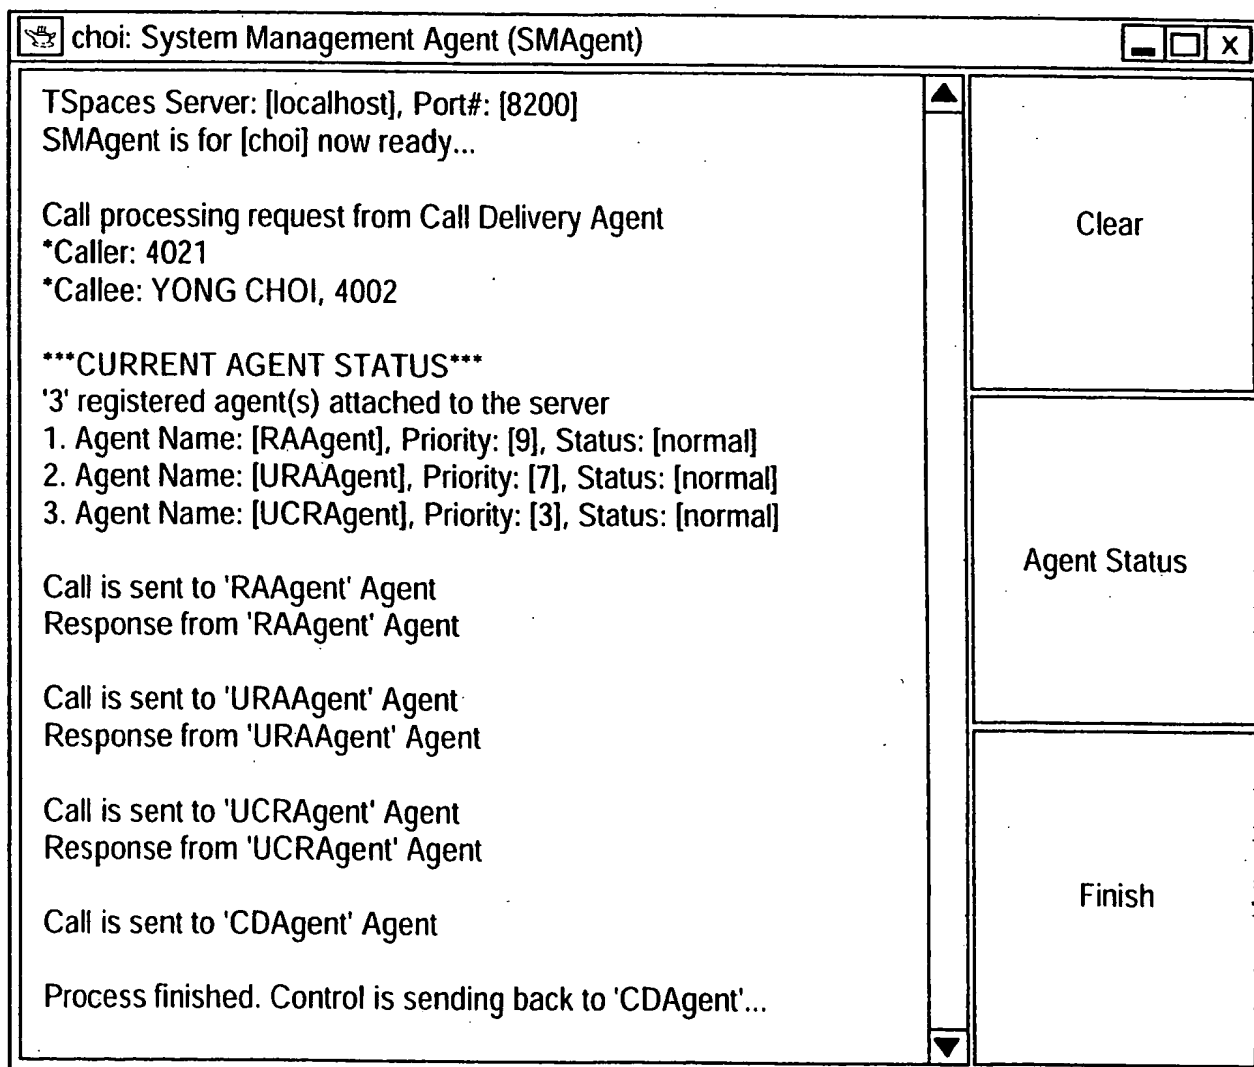 choi: System Management Agent (SMAgent)
X
TSpaces Server: [localhost], Port#: [8200]
SMAgent is for [choi] now ready...
Call processing request from Call Delivery Agent
*Caller: 4021
*Callee: YONG CHOI, 4002
***CURRENT AGENT STATUS***
'3' registered agent(s) attached to the server
1. Agent Name: [RAAgent], Priority: [9], Status: [normal]
2. Agent Name: [URAAgent], Priority: [7], Status: [normal]
3. Agent Name: [UCRAgent], Priority: [3], Status: [normal]
Call is sent to 'RAAgent' Agent
Response from 'RAAgent' Agent
Call is sent to 'URAAgent' Agent
Response from 'URAAgent' Agent
Call is sent to 'UCRAgent' Agent
Response from 'UCRAgent' Agent
Call is sent to 'CDAgent' Agent
Process finished. Control is sending back to 'CDAgent'...
Clear
Agent Status
Finish